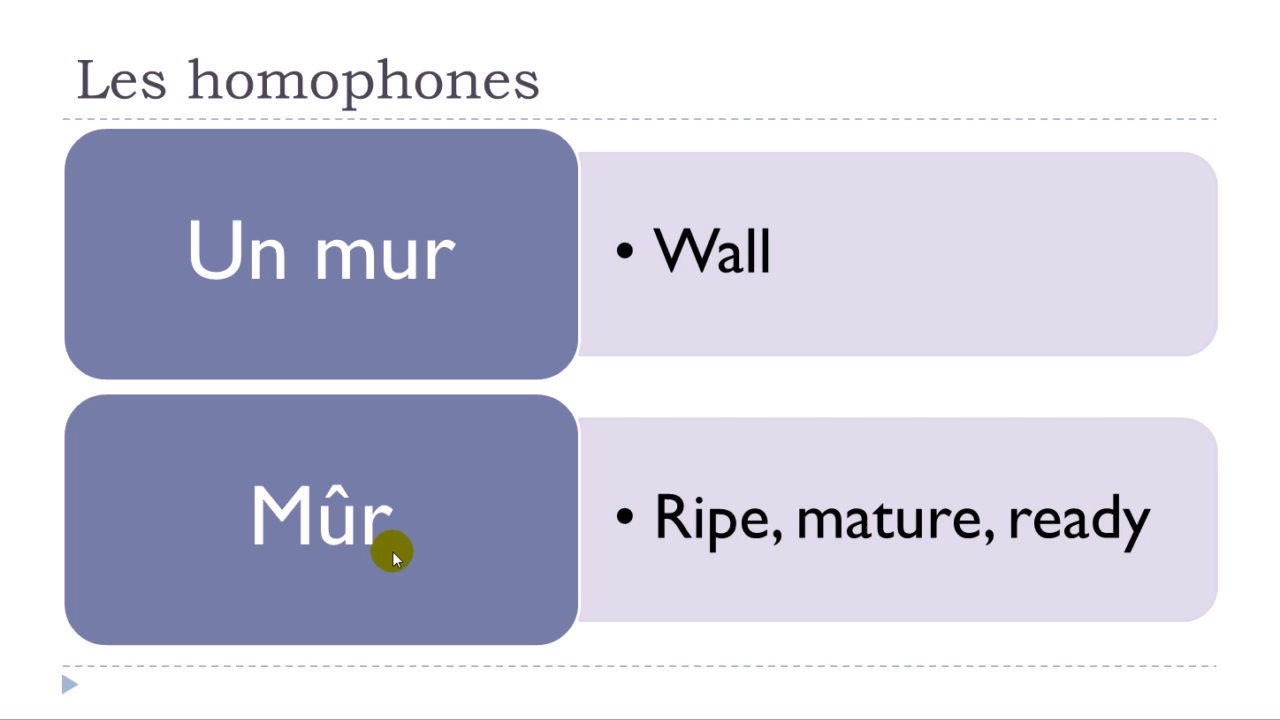 Les homophones
Un mur
• Wall
Mûr
• Ripe, mature, ready